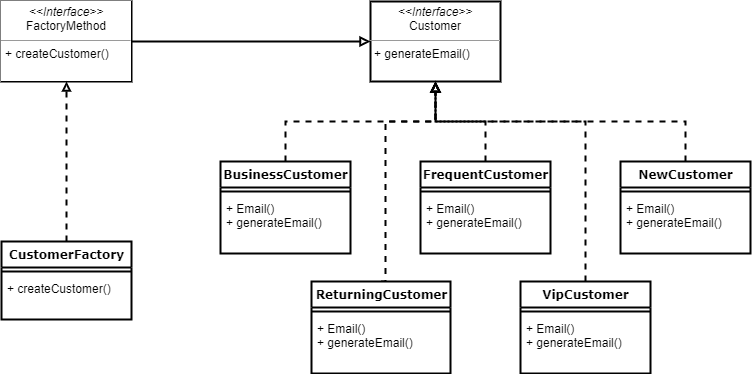 <<Interface>>
FactoryMethod
+ createCustomer()
<<Interface>>
Customer
+ generateEmail()
BusinessCustomer
+ Email()
+ generateEmail()
FrequentCustomer
+ Email()
+ generateEmail()
NewCustomer
+ Email()
+ generateEmail()
CustomerFactory
+ createCustomer()
ReturningCustomer
+ Email()
+ generateEmail()
VipCustomer
+ Email()
+ generateEmail()